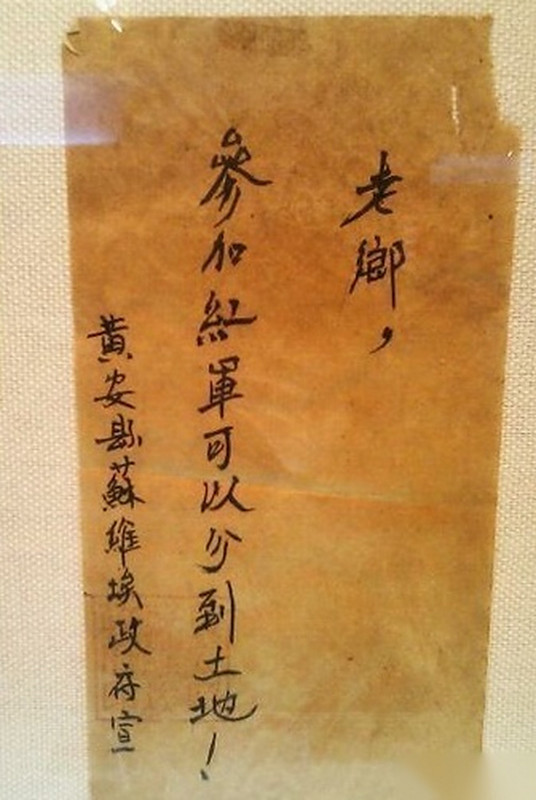 老鄉，
參加紅軍可以分到土地！
黃安縣蘇維埃政府宣